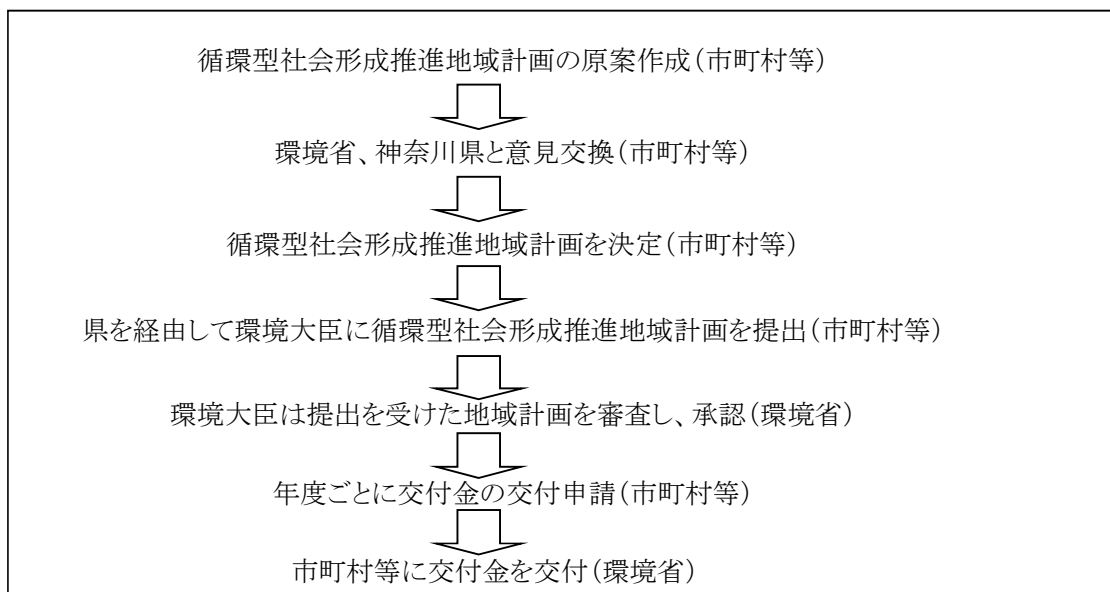 循環型社会形成推進地域計画の原案作成(市町村等)
環境省、神奈川県と意見交換(市町村等)
循環型社会形成推進地域計画を決定(市町村等)
県を経由して環境大臣に循環型社会形成推進地域計画を提出(市町村等)
環境大臣は提出を受けた地域計画を審査し、承認(環境省)
年度ごとに交付金の交付申請(市町村等)
市町村等に交付金を交付(環境省)